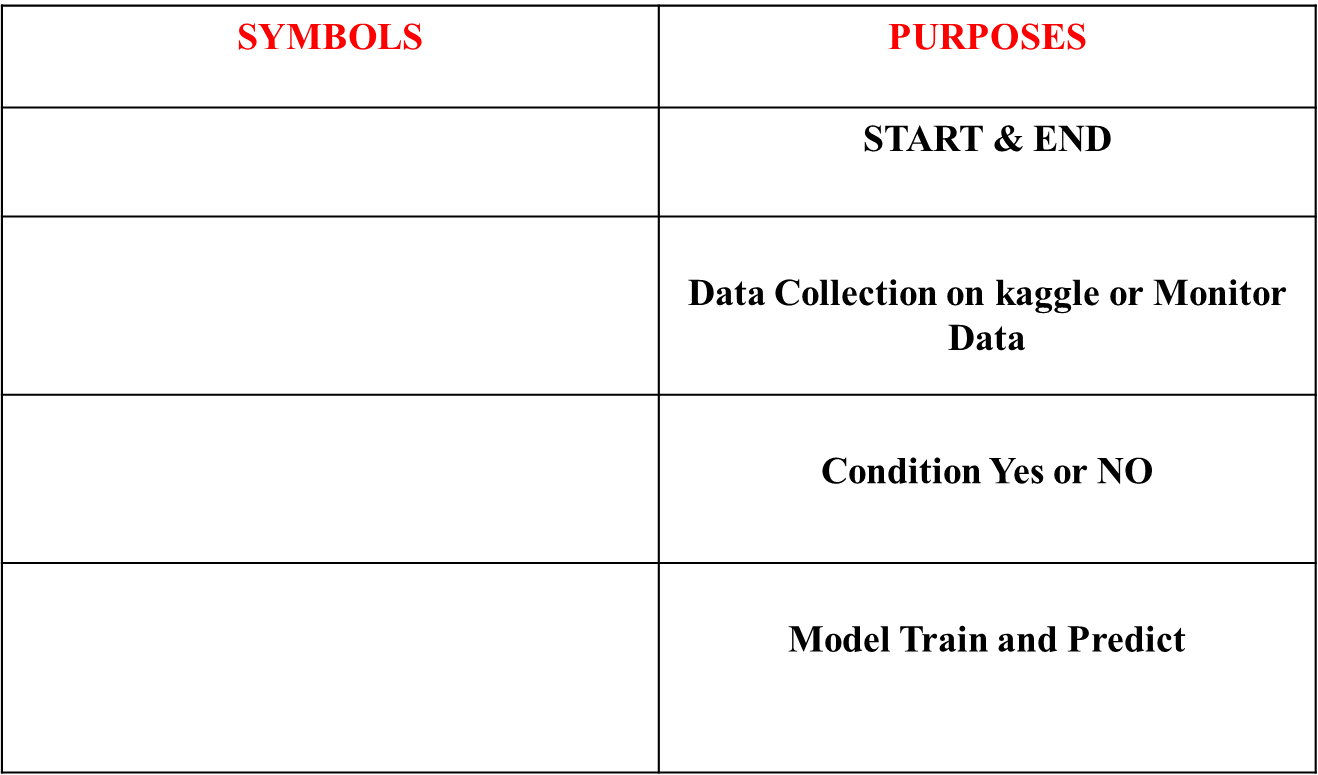 SYMBOLS
PURPOSES
START & END
Data Collection on kaggle or Monitor
Data
Condition Yes or NO
Model Train and Predict